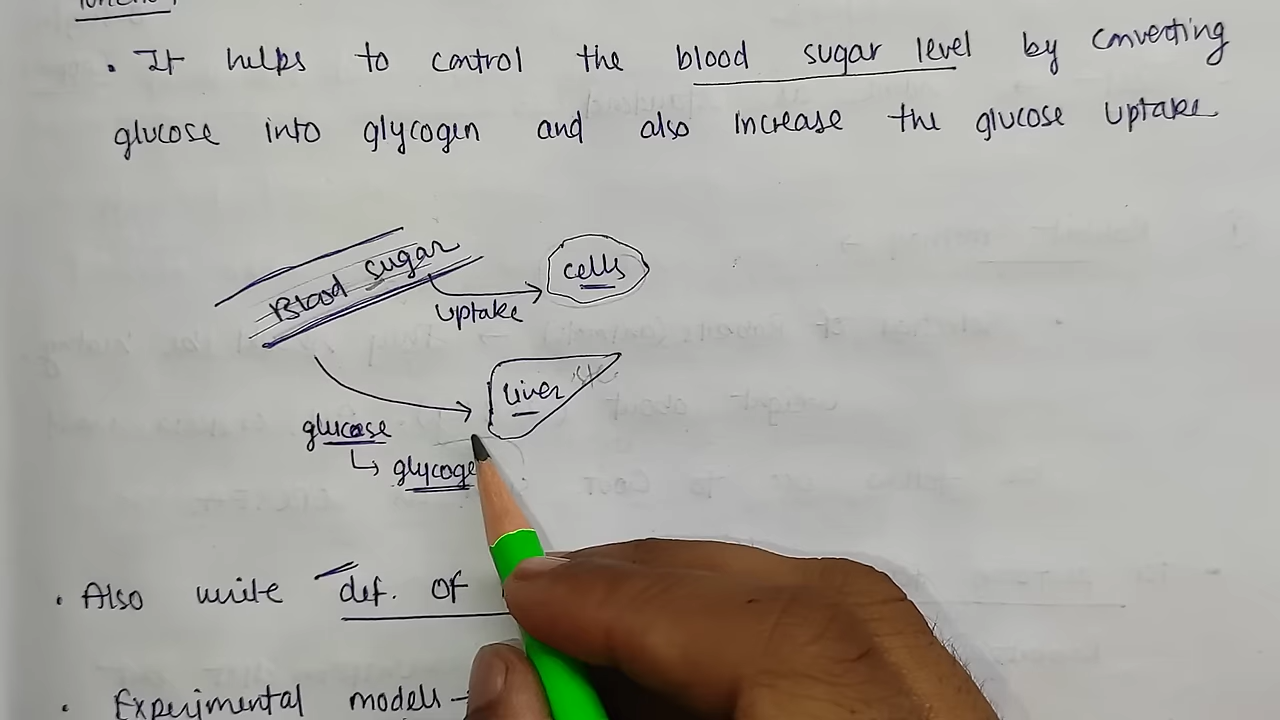 . It helps to control the blood sugar level by converting
glucose into glycogen and also increase the glucose uptake
Blood sugar
cells
uptake
liver
glucose
↳ glycoge
. Also write def. of
. Experimental models -